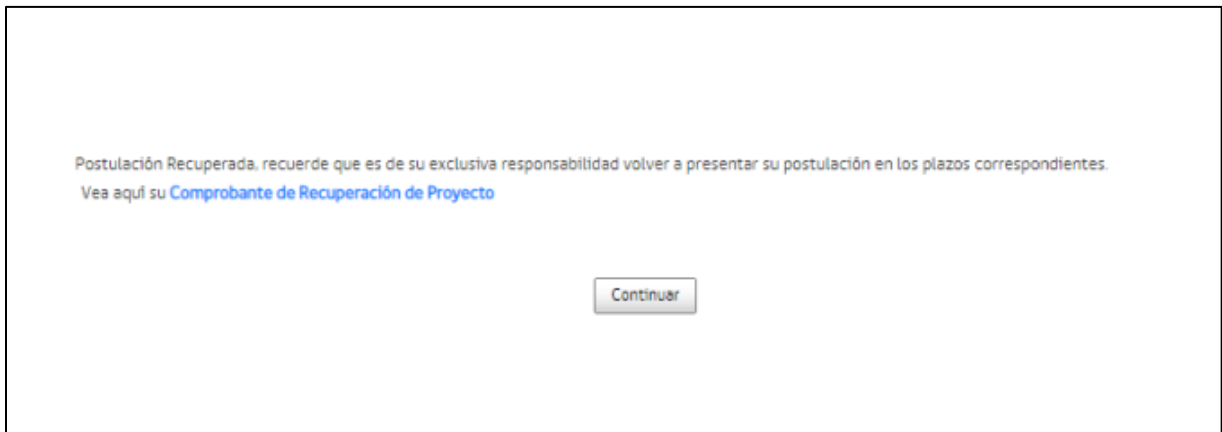 Postulación Recuperada, recuerde que es de su exclusiva responsabilidad volver a presentar su postulación en los plazos correspondientes.
Vea aquí su Comprobante de Recuperación de Proyecto
Continuar